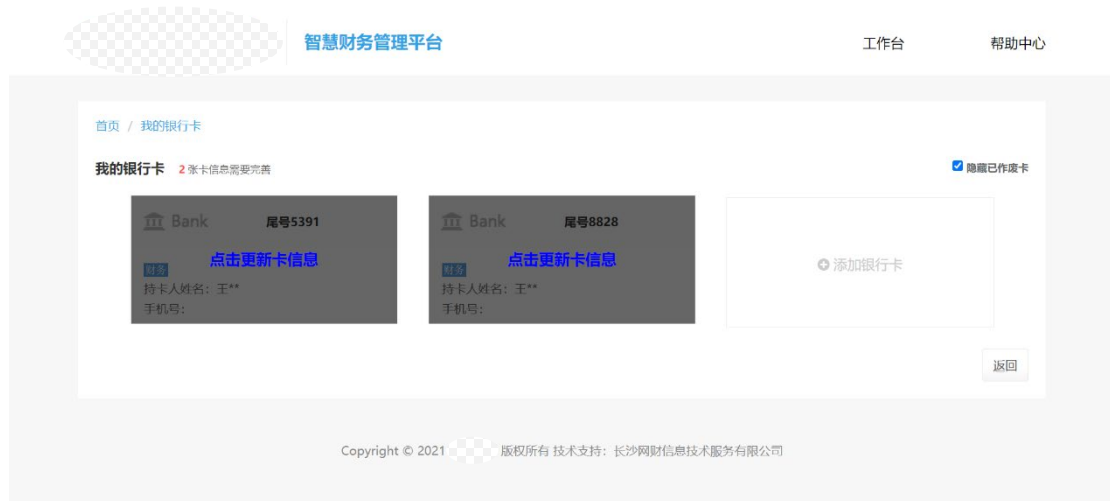 智慧财务管理平台 工作台 帮助中心
首页 / 我的银行卡
我的银行卡 2 张卡信息需要完善 隐藏已作废卡
Bank 尾号5391
点击更新卡信息
财务
持卡人姓名：王**
手机号：
Bank 尾号8828
点击更新卡信息
财务
持卡人姓名：王**
手机号：
添加银行卡
返回
Copyright © 2021 版权所有 技术支持：长沙网财信息技术服务有限公司